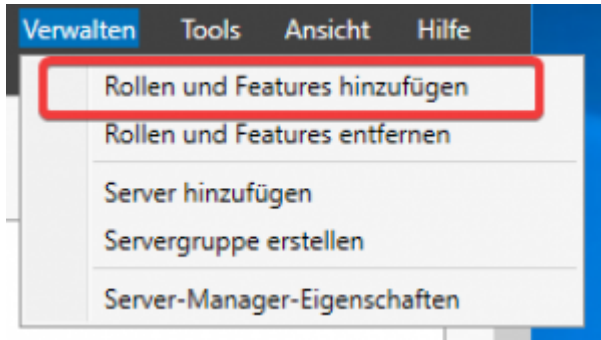 Verwalten Tools Ansicht Hilfe
Rollen und Features hinzufügen
Rollen und Features entfernen
Server hinzufügen
Servergruppe erstellen
Server-Manager-Eigenschaften